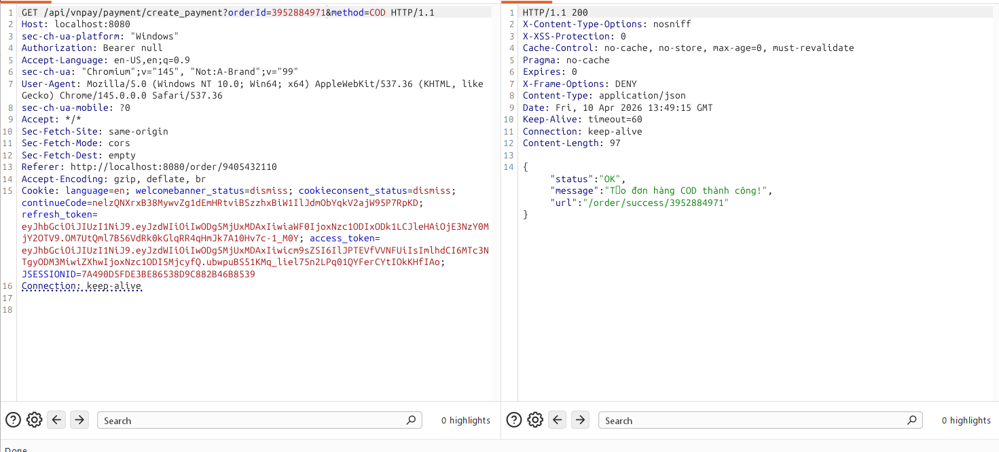 1 GET /api/vnpay/payment/create_payment?orderId=3952884971&method=COD HTTP/1.1
2 Host: localhost:8080
3 sec-ch-ua-platform: "Windows"
4 Authorization: Bearer null
5 Accept-Language: en-US,en;q=0.9
6 sec-ch-ua: "Chromium";v="145", "Not:A-Brand";v="99"
7 User-Agent: Mozilla/5.0 (Windows NT 10.0; Win64; x64) AppleWebKit/537.36 (KHTML, like
Gecko) Chrome/145.0.0.0 Safari/537.36
8 sec-ch-ua-mobile: ?0
9 Accept: */*
10 Sec-Fetch-Site: same-origin
11 Sec-Fetch-Mode: cors
12 Sec-Fetch-Dest: empty
13 Referer: http://localhost:8080/order/9405432110
14 Accept-Encoding: gzip, deflate, br
15 Cookie: language=en; welcomebanner_status=dismiss; cookieconsent_status=dismiss;
continueCode=nelzQNXrxB38MywvZg1dEmHRtviBSzzhxBiW1IlJdmObYqkV2ajW95P7RpKD;
refresh_token=
eyJhbGciOiJIUzI1NiJ9.eyJzdWIiOiIwODg5MjUxMDAxIiwiaWF0IjoxNzc1ODIxODk1LCJleHAiOjE3NzY0M
jY2OTV9.OM7UtQml7B56VdRk0kGlqRR4qHmJk7A10Hv7c-1_M0Y; access_token=
eyJhbGciOiJIUzI1NiJ9.eyJzdWIiOiIwODg5MjUxMDAxIiwicm9sZSI6IlJPTEVfVVNFUiIsImlhdCI6MTc3N
TgyODM3MiwiZXhwIjoxNzc1ODI5MjcyfQ.ubwpuBS51KMq_liel75n2LPq01QYFerCYtIOkKHfIAo;
JSESSIONID=7A490D5FDE3BE86538D9C882B46B8539
16 Connection: keep-alive
17
18
1 HTTP/1.1 200
2 X-Content-Type-Options: nosniff
3 X-XSS-Protection: 0
4 Cache-Control: no-cache, no-store, max-age=0, must-revalidate
5 Pragma: no-cache
6 Expires: 0
7 X-Frame-Options: DENY
8 Content-Type: application/json
9 Date: Fri, 10 Apr 2026 13:49:15 GMT
10 Keep-Alive: timeout=60
11 Connection: keep-alive
12 Content-Length: 97
13
14 {
"status":"OK",
"message":"T▯o đơn hàng COD thành công!",
"url":"/order/success/3952884971"
}
Search
0 highlights
Search
0 highlights
Done